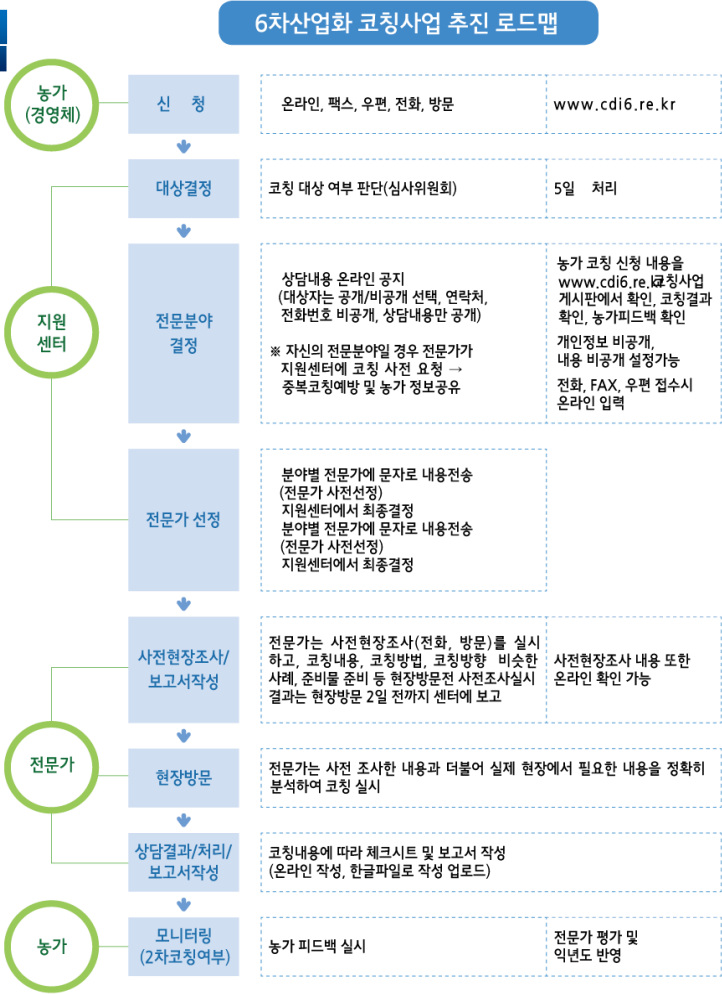 6차산업화 코칭사업 추진 로드맵
농가
(경영체)
신 청
온라인, 팩스, 우편, 전화, 방문
www.cdi6.re.kr
지원
센터
대상결정
코칭 대상 여부 판단(심사위원회)
5일 처리
전문분야
결정
상담내용 온라인 공지
(대상자는 공개/비공개 선택, 연락처,
전화번호 비공개, 상담내용만 공개)
※ 자신의 전문분야일 경우 전문가가
지원센터에 코칭 사전 요청 →
중복코칭예방 및 농가 정보공유
농가 코칭 신청 내용을
www.cdi6.re.kr코칭사업
게시판에서 확인, 코칭결과
확인, 농가피드백 확인
개인정보 비공개,
내용 비공개 설정가능
전화, FAX, 우편 접수시
온라인 입력
전문가 선정
분야별 전문가에 문자로 내용전송
(전문가 사전선정)
지원센터에서 최종결정
분야별 전문가에 문자로 내용전송
(전문가 사전선정)
지원센터에서 최종결정
전문가
사전현장조사/
보고서작성
전문가는 사전현장조사(전화, 방문)를 실시
하고, 코칭내용, 코칭방법, 코칭방향 비슷한
사례, 준비물 준비 등 현장방문전 사전조사실시
결과는 현장방문 2일 전까지 센터에 보고
사전현장조사 내용 또한
온라인 확인 가능
현장방문
전문가는 사전 조사한 내용과 더불어 실제 현장에서 필요한 내용을 정확히
분석하여 코칭 실시
상담결과/처리/
보고서작성
코칭내용에 따라 체크시트 및 보고서 작성
(온라인 작성, 한글파일로 작성 업로드)
농가
모니터링
(2차코칭여부)
농가 피드백 실시
전문가 평가 및
익년도 반영